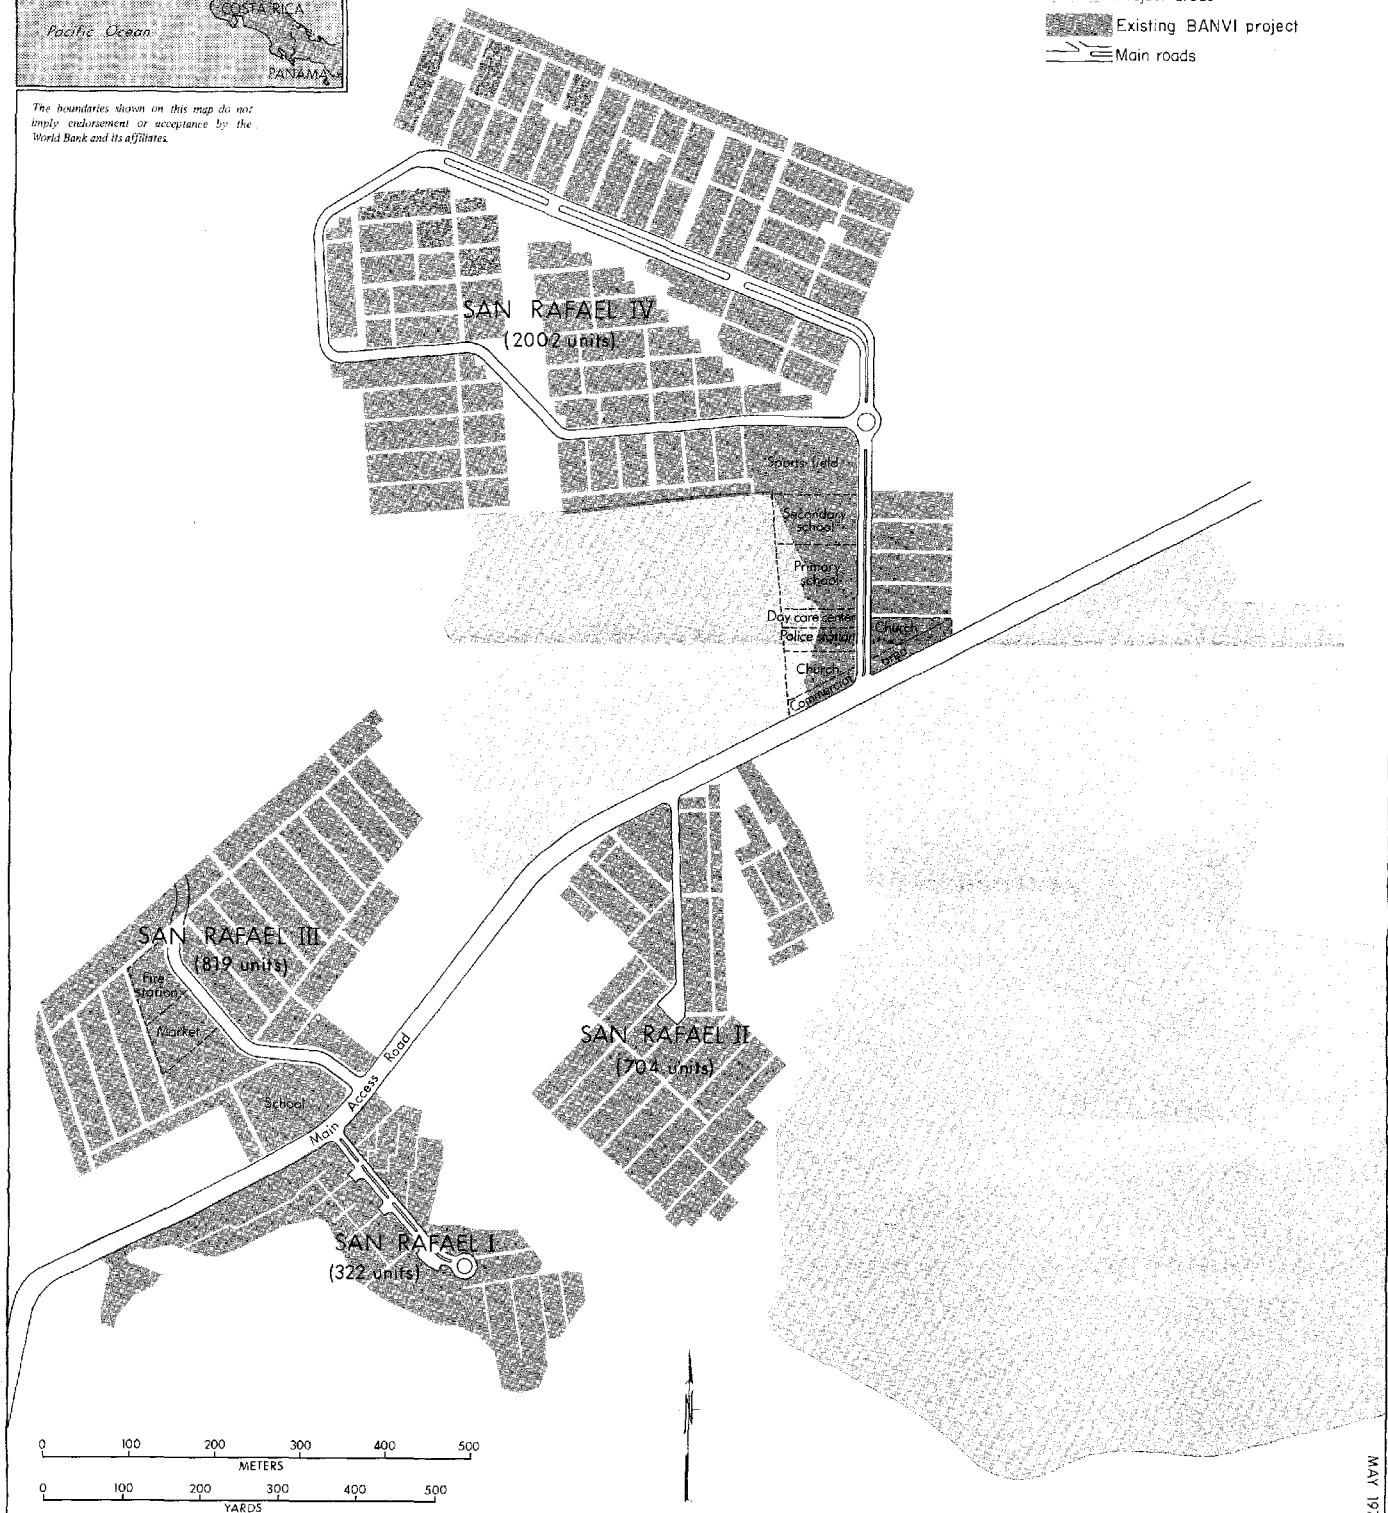 COSTA RICA
Pacific Ocean
PANAMA
Existing BANVI project
Main roads
The boundaries shown on this map do not
imply endorsement or acceptance by the
World Bank and its affiliates.
SAN RAFAEL IV
(2002 units)
Sports field
Secondary
school
Primary
school
Day care center
Police station
Church
Church
Commercial
area
SAN RAFAEL III
(819 units)
Fire
station
Market
School
Main Access Road
SAN RAFAEL II
(704 units)
SAN RAFAEL I
(322 units)
N
0 100 200 300 400 500
METERS
0 100 200 300 400 500
YARDS
MAY